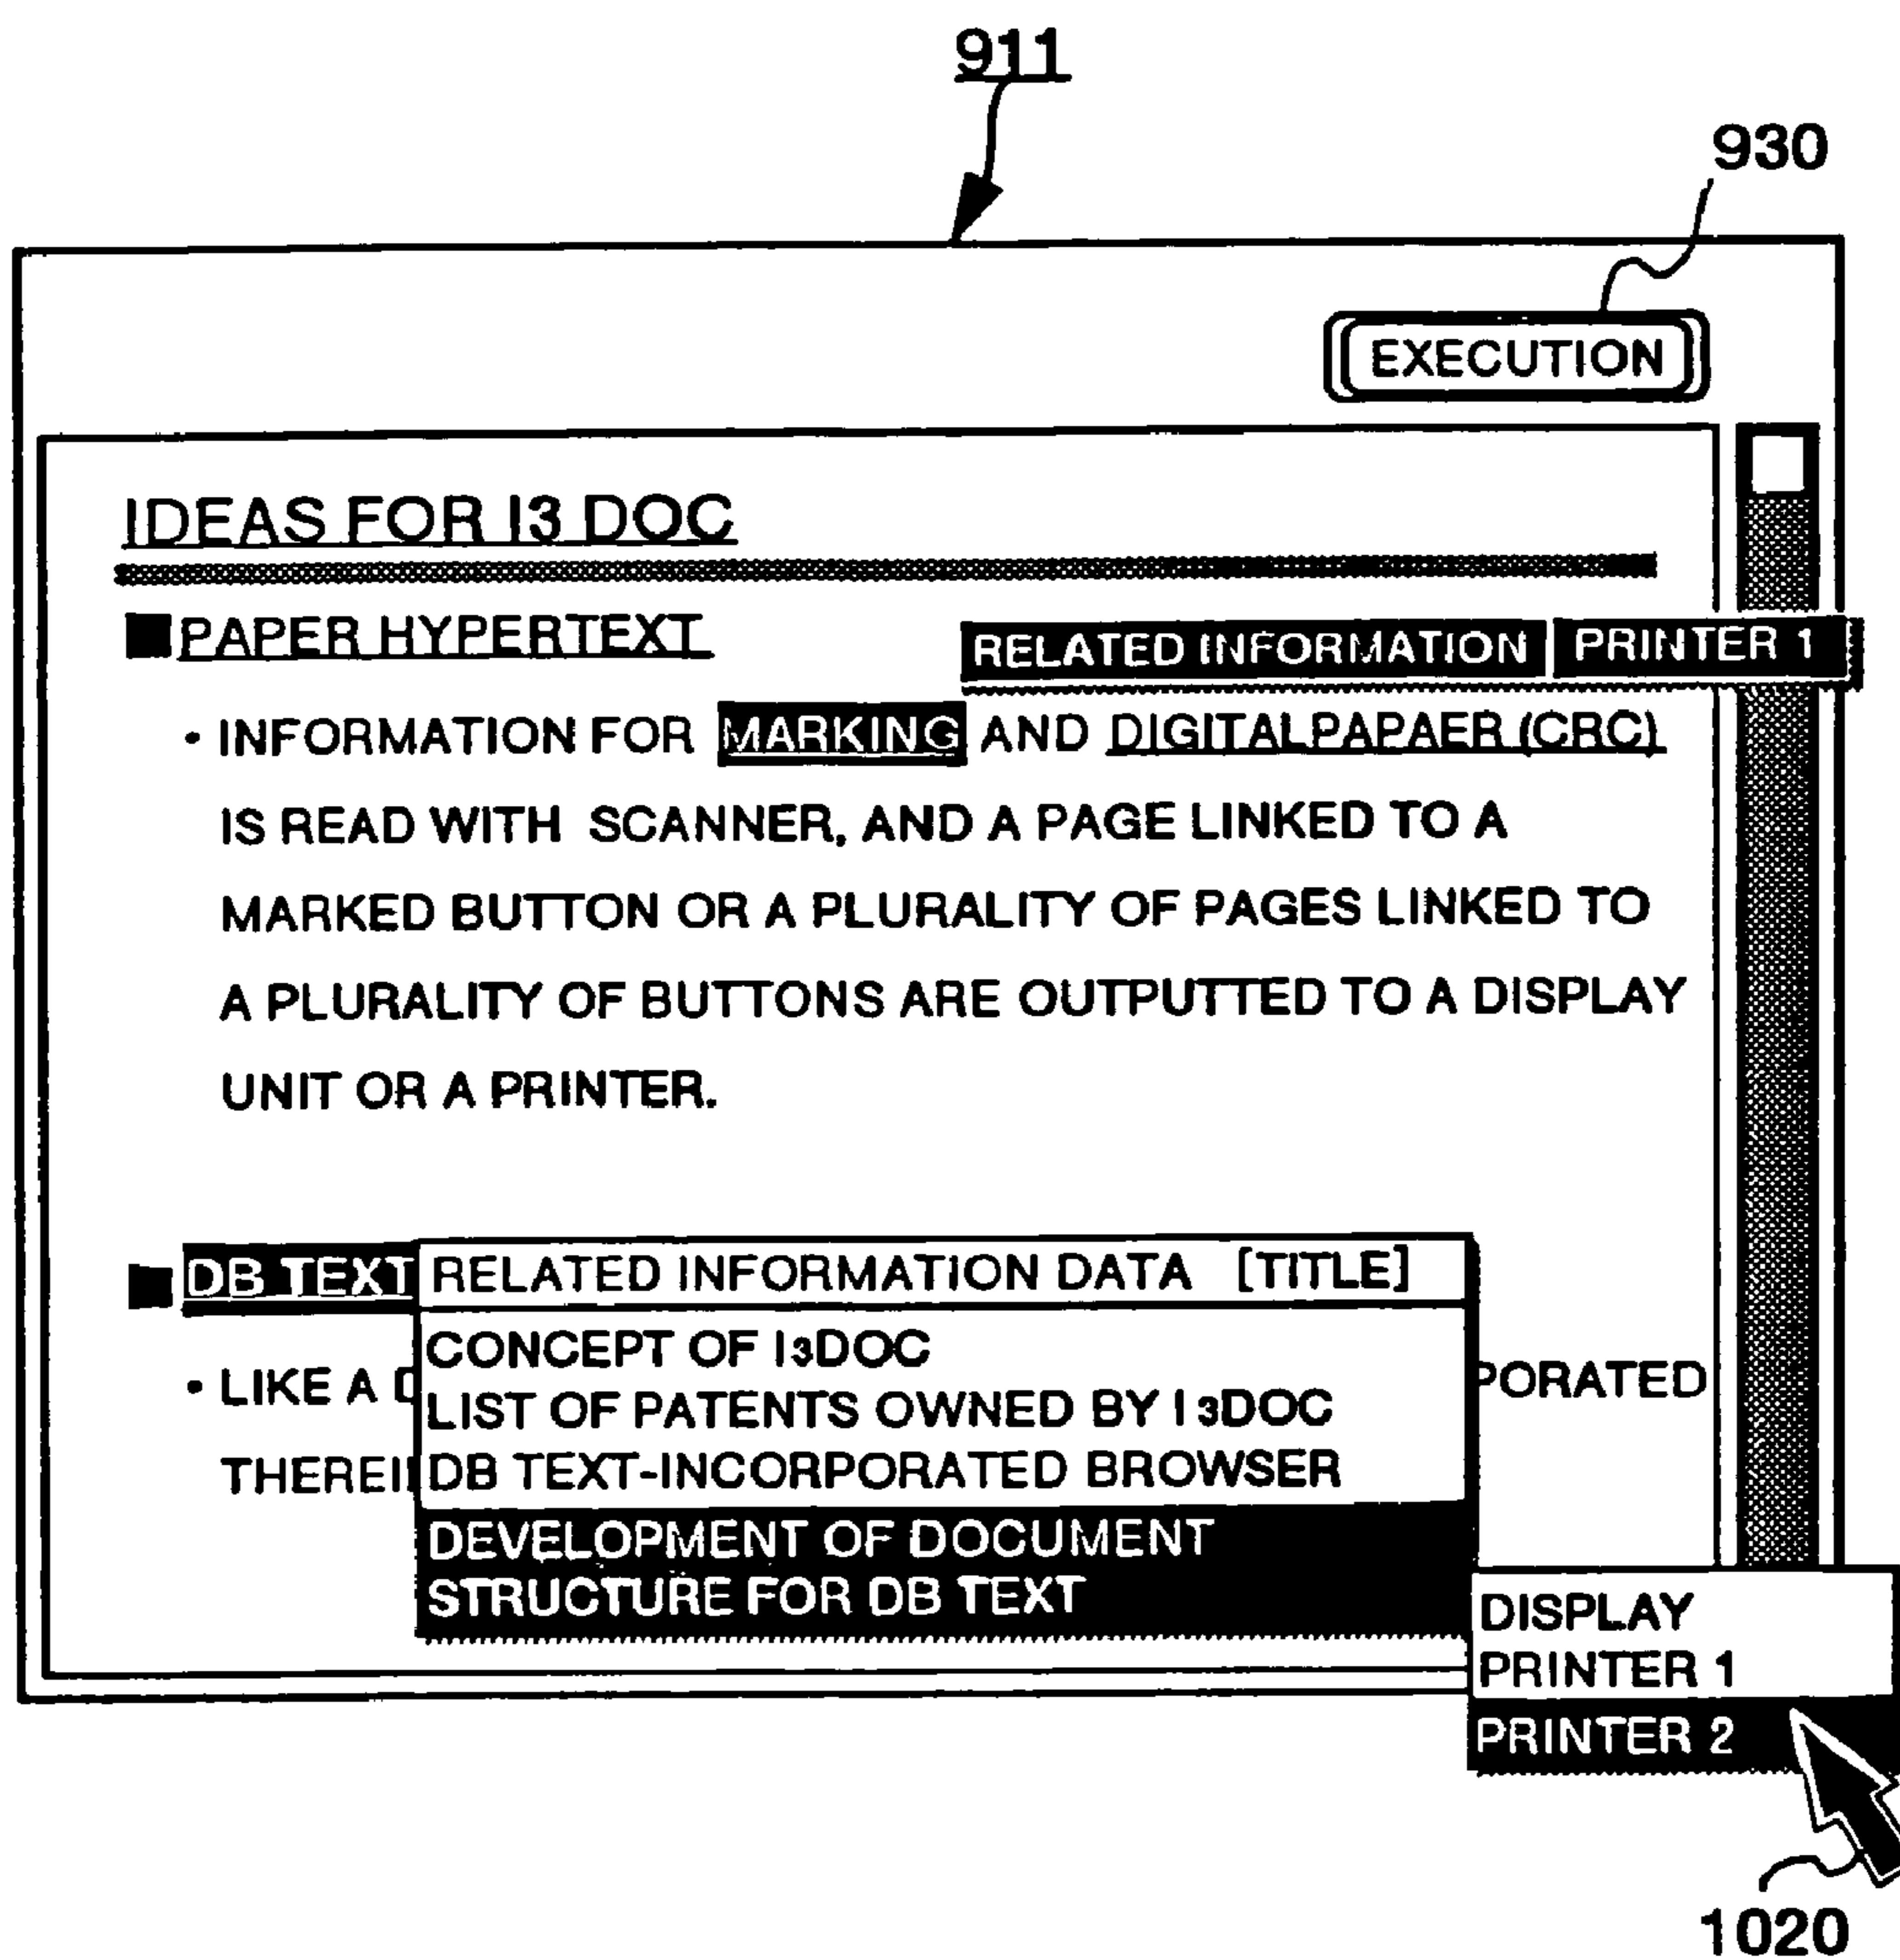 911
930
EXECUTION
IDEAS FOR I3 DOC
PAPER HYPERTEXT
RELATED INFORMATION PRINTER 1
• INFORMATION FOR MARKING AND DIGITALPAPAER (CRC)
IS READ WITH SCANNER, AND A PAGE LINKED TO A
MARKED BUTTON OR A PLURALITY OF PAGES LINKED TO
A PLURALITY OF BUTTONS ARE OUTPUTTED TO A DISPLAY
UNIT OR A PRINTER.
DB TEXT RELATED INFORMATION DATA [TITLE]
CONCEPT OF I3DOC
• LIKE A PORATED
LIST OF PATENTS OWNED BY I3DOC
DB TEXT-INCORPORATED BROWSER
DEVELOPMENT OF DOCUMENT
STRUCTURE FOR DB TEXT
DISPLAY
PRINTER 1
PRINTER 2
1020